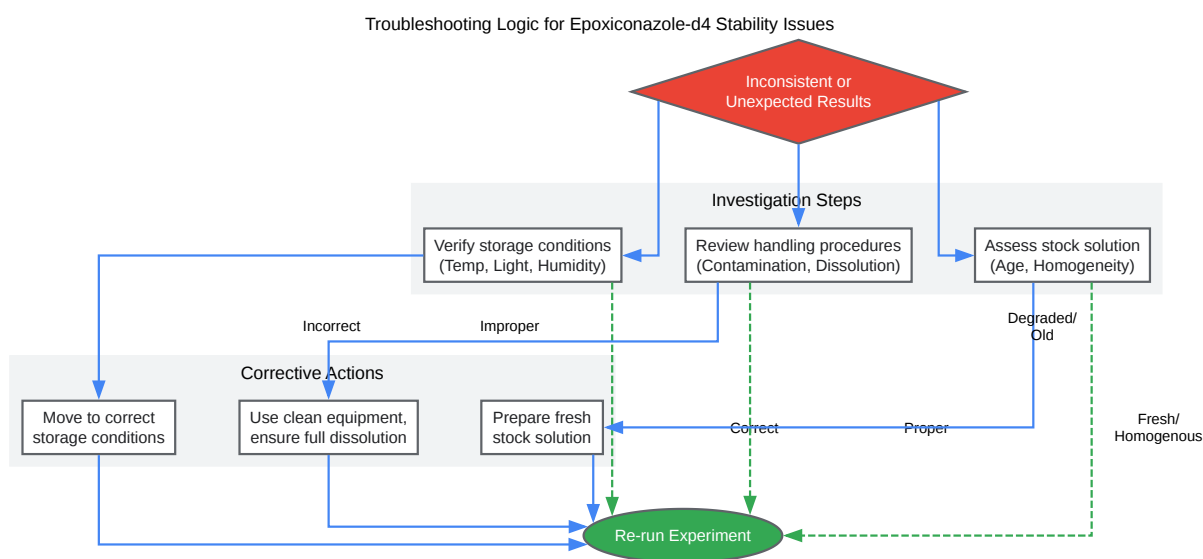 Troubleshooting Logic for Epoxiconazole-d4 Stability Issues
Inconsistent or
Unexpected Results
Investigation Steps
Verify storage conditions
(Temp, Light, Humidity)
Review handling procedures
(Contamination, Dissolution)
Assess stock solution
(Age, Homogeneity)
Incorrect
Improper
Degraded/
Old
Corrective Actions
Move to correct
storage conditions
Use clean equipment,
ensure full dissolution
Prepare fresh
stock solution
Correct
Proper
Fresh/
Homogenous
Re-run Experiment